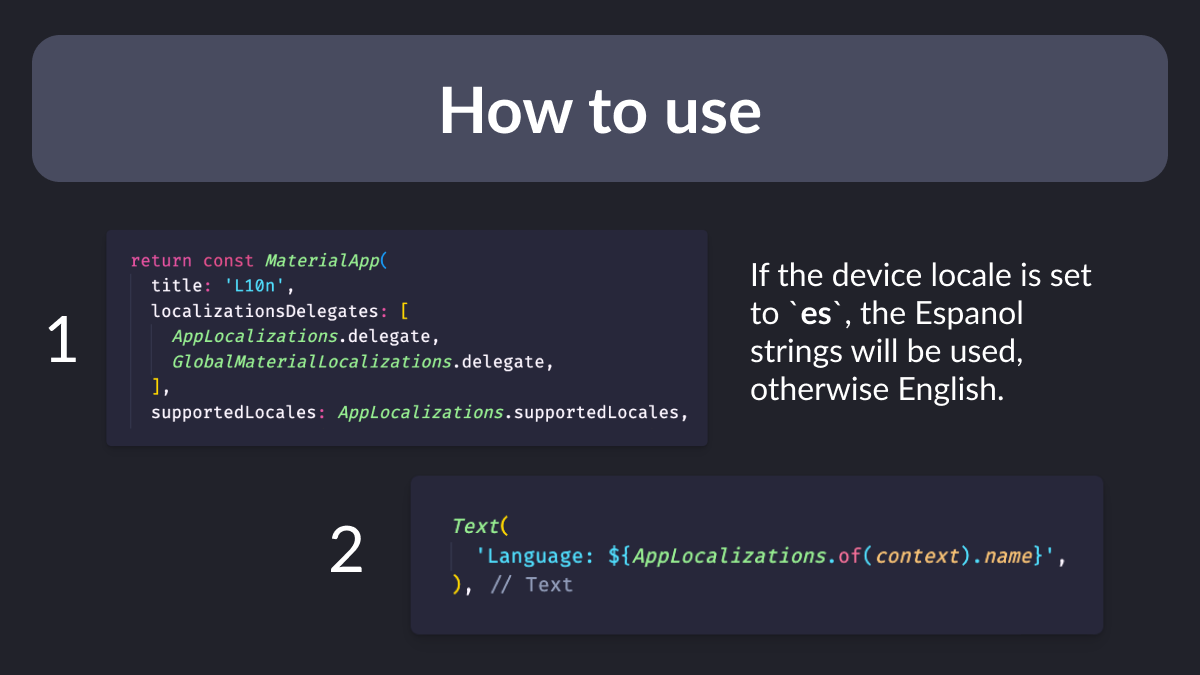 How to use
1
return const MaterialApp(
title: 'L10n',
localizationsDelegates: [
AppLocalizations.delegate,
GlobalMaterialLocalizations.delegate,
],
supportedLocales: AppLocalizations.supportedLocales,
If the device locale is set
to `es`, the Espanol
strings will be used,
otherwise English.
2
Text(
'Language: ${AppLocalizations.of(context).name}',
), // Text